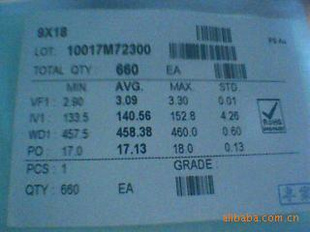 9X18
LOT: 10017M72300
TOTAL QTY 660 EA
MIN AVG. MAX. STD
VF1: 2.90 3.09 3.30 0.01
IV1: 133.5 140.56 152.8 4.26
WD1: 457.5 458.38 460.0 0.60
PO: 17.0 17.13 18.0 0.13
PCS: 1 GRADE
QTY: 660 EA
alibaba.com.cn